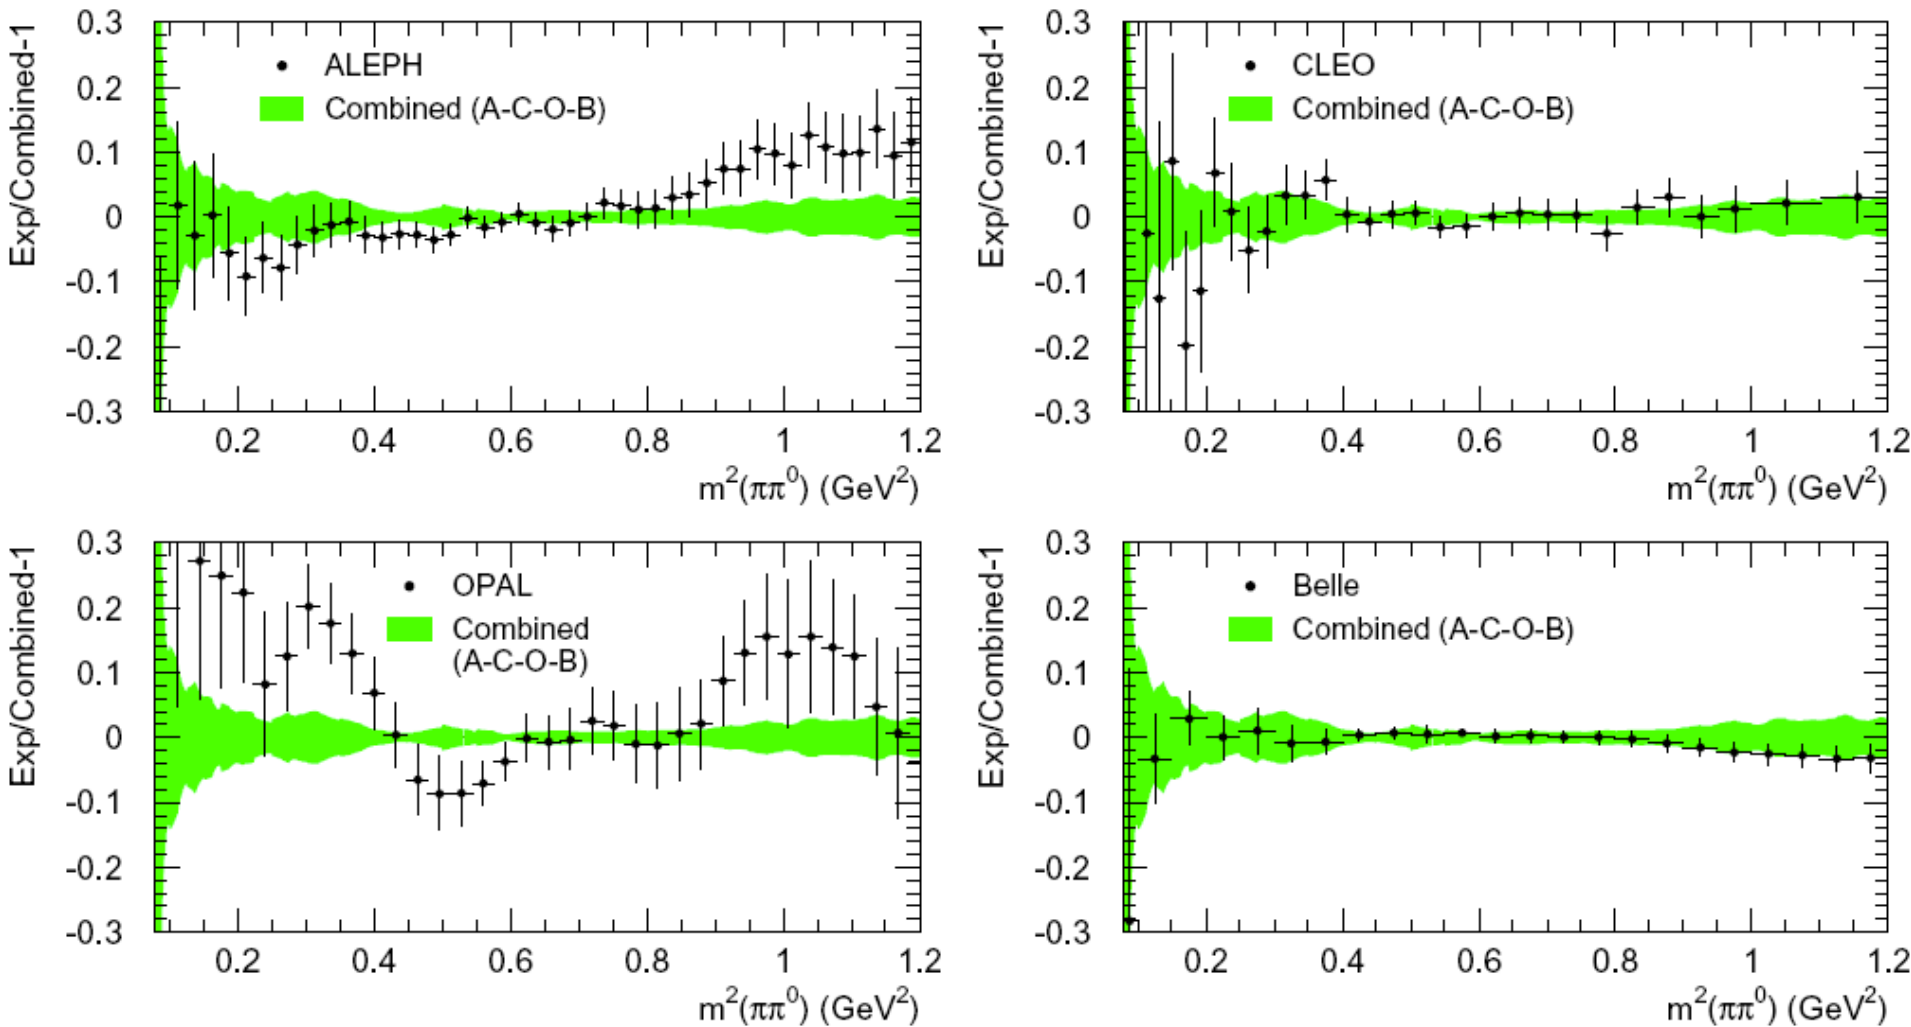 Exp/Combined-1
0.3
0.2
0.1
0
-0.1
-0.2
-0.3
ALEPH
Combined (A-C-O-B)
0.2 0.4 0.6 0.8 1 1.2
m²(ππ⁰) (GeV²)
Exp/Combined-1
0.3
0.2
0.1
0
-0.1
-0.2
-0.3
CLEO
Combined (A-C-O-B)
0.2 0.4 0.6 0.8 1 1.2
m²(ππ⁰) (GeV²)
Exp/Combined-1
0.3
0.2
0.1
0
-0.1
-0.2
-0.3
OPAL
Combined
(A-C-O-B)
0.2 0.4 0.6 0.8 1 1.2
m²(ππ⁰) (GeV²)
Exp/Combined-1
0.3
0.2
0.1
0
-0.1
-0.2
-0.3
Belle
Combined (A-C-O-B)
0.2 0.4 0.6 0.8 1 1.2
m²(ππ⁰) (GeV²)